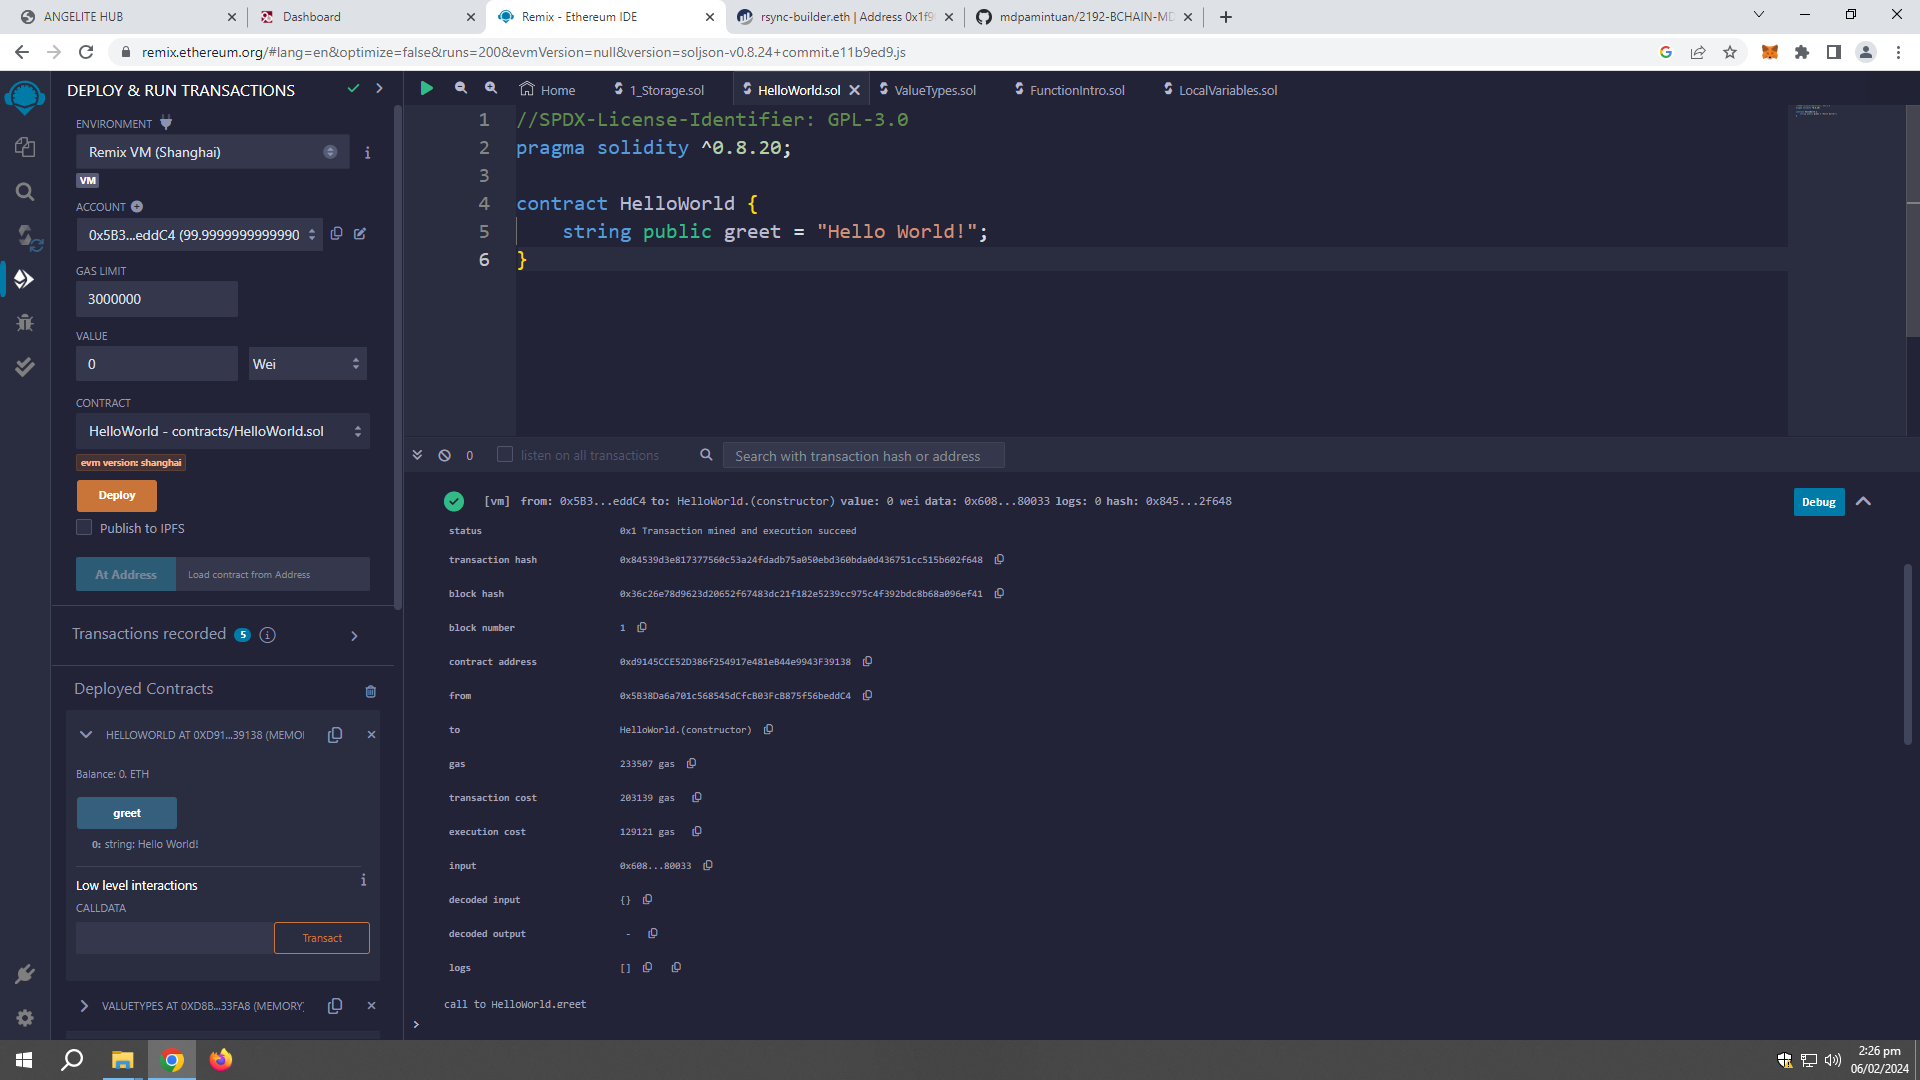 ANGELITE HUB
Dashboard
Remix - Ethereum IDE
rsync-builder.eth | Address 0x1f9
mdpamintuan/2192-BCHAIN-MD
remix.ethereum.org/#lang=en&optimize=false&runs=200&evmVersion=null&version=soljson-v0.8.24+commit.e11b9ed9.js
DEPLOY & RUN TRANSACTIONS
ENVIRONMENT
Remix VM (Shanghai)
VM
ACCOUNT
0x5B3...eddC4 (99.9999999999990
GAS LIMIT
3000000
VALUE
0
Wei
CONTRACT
HelloWorld - contracts/HelloWorld.sol
evm version: shanghai
Deploy
Publish to IPFS
At Address
Load contract from Address
Transactions recorded 5
Deployed Contracts
HELLOWORLD AT 0XD91...39138 (MEMO
Balance: 0. ETH
greet
0: string: Hello World!
Low level interactions
CALLDATA
Transact
VALUETYPES AT 0XD8B...33FA8 (MEMORY)
Home
1_Storage.sol
HelloWorld.sol
ValueTypes.sol
FunctionIntro.sol
LocalVariables.sol
1 //SPDX-License-Identifier: GPL-3.0
2 pragma solidity ^0.8.20;
3
4 contract HelloWorld {
5 string public greet = "Hello World!";
6 }
0
listen on all transactions
Search with transaction hash or address
[vm] from: 0x5B3...eddC4 to: HelloWorld.(constructor) value: 0 wei data: 0x608...80033 logs: 0 hash: 0x845...2f648
Debug
status 0x1 Transaction mined and execution succeed
transaction hash 0x84539d3e817377560c53a24fdadb75a050ebd360bda0d436751cc515b602f648
block hash 0x36c26e78d9623d20652f67483dc21f182e5239cc975c4f392bdc8b68a096ef41
block number 1
contract address 0xd9145CCE52D386f254917e481eB44e9943F39138
from 0x5B38Da6a701c568545dCfcB03FcB875f56beddC4
to HelloWorld.(constructor)
gas 233507 gas
transaction cost 203139 gas
execution cost 129121 gas
input 0x608...80033
decoded input {}
decoded output -
logs []
call to HelloWorld.greet
>
2:26 pm
06/02/2024